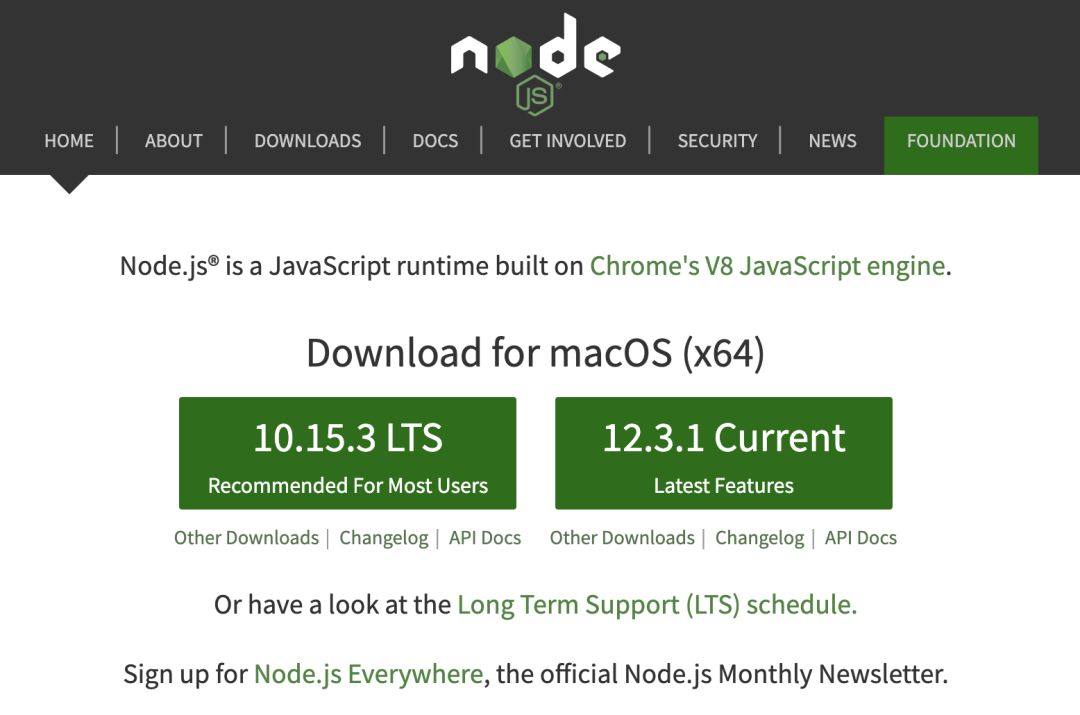 node
JS®
HOME | ABOUT | DOWNLOADS | DOCS | GET INVOLVED | SECURITY | NEWS FOUNDATION
Node.js® is a JavaScript runtime built on Chrome's V8 JavaScript engine.
Download for macOS (x64)
10.15.3 LTS 12.3.1 Current
Recommended For Most Users Latest Features
Other Downloads | Changelog | API Docs Other Downloads | Changelog | API Docs
Or have a look at the Long Term Support (LTS) schedule.
Sign up for Node.js Everywhere, the official Node.js Monthly Newsletter.